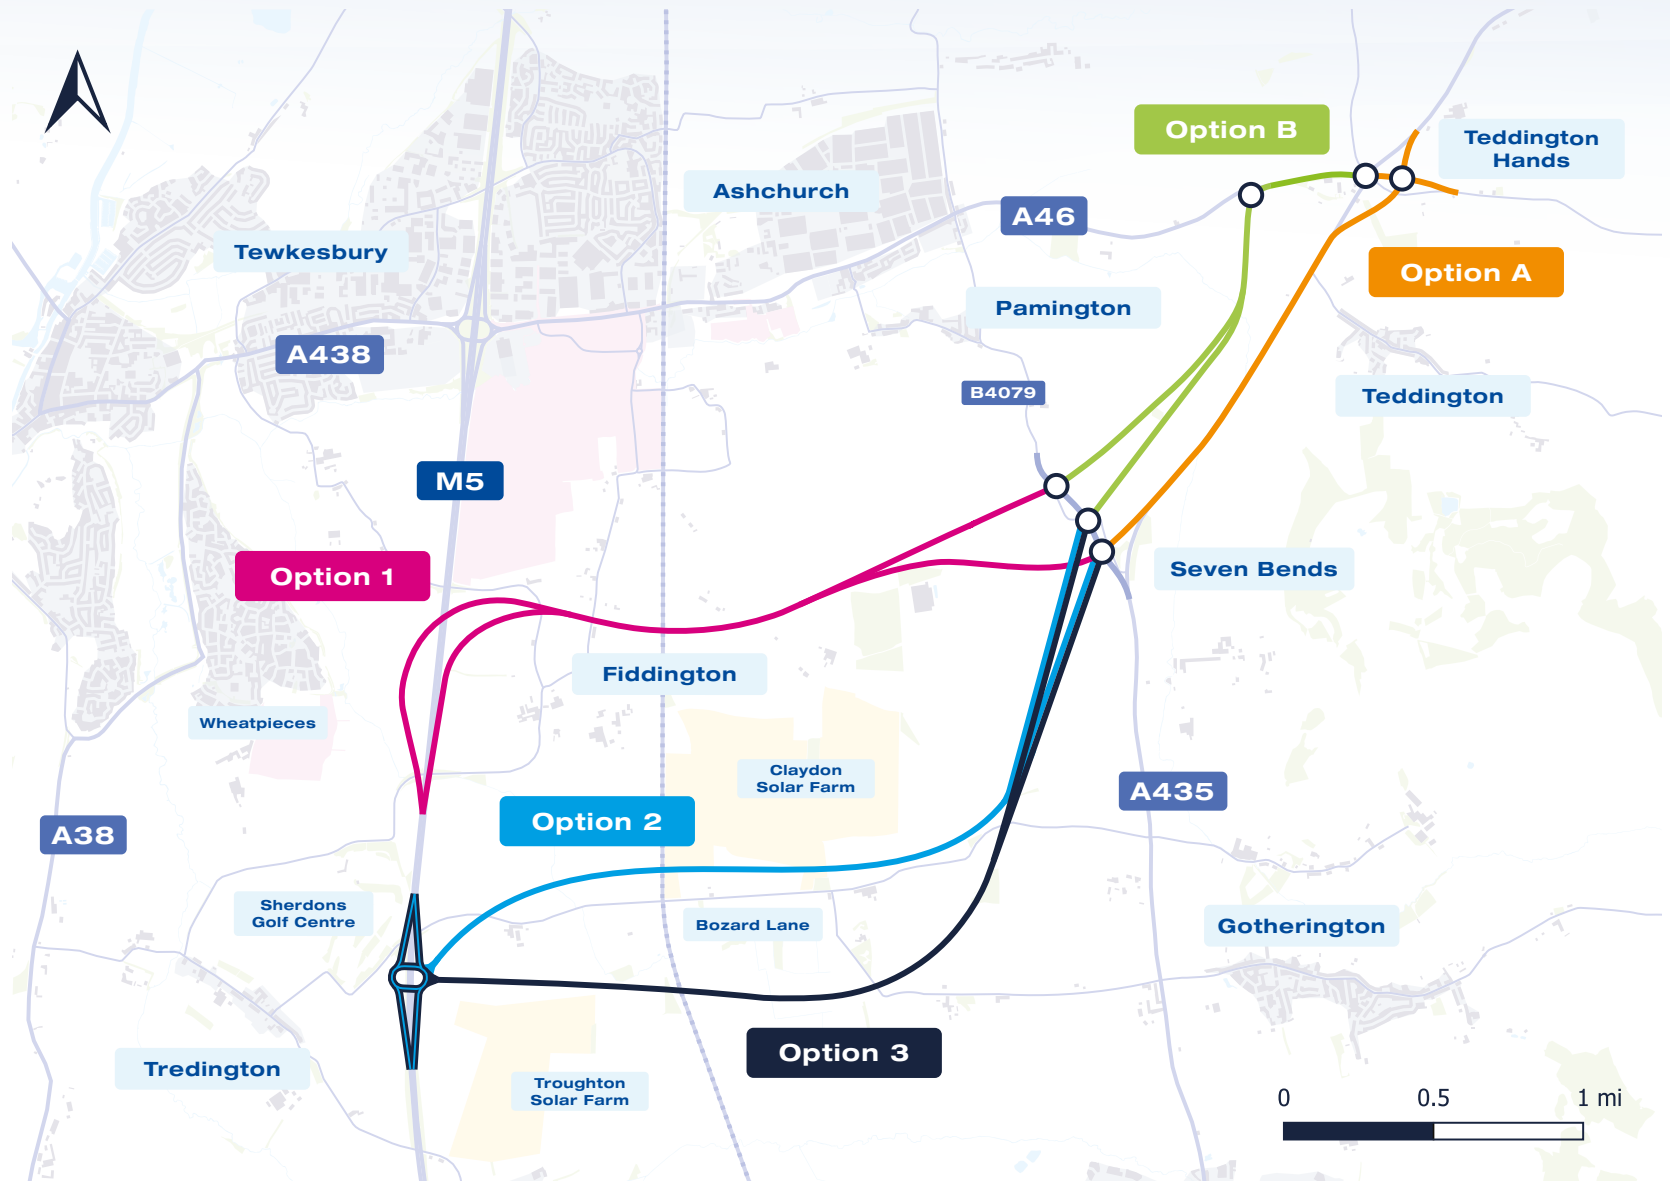 Option B
Teddington
Hands
Ashchurch
A46
Tewkesbury
Option A
Pamington
A438
B4079
Teddington
M5
Option 1
Seven Bends
Fiddington
Wheatpieces
Claydon
Solar Farm
A435
Option 2
A38
Sherdons
Golf Centre
Bozard Lane
Gotherington
Option 3
Tredington
Troughton
Solar Farm
0 0.5 1 mi